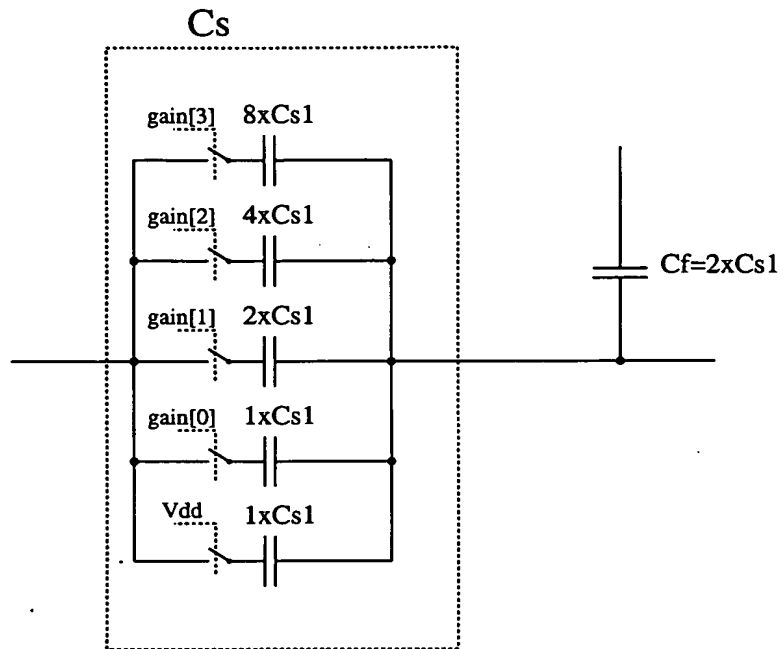 Cs
gain[3] 8xCs1
gain[2] 4xCs1
Cf=2xCs1
gain[1] 2xCs1
gain[0] 1xCs1
Vdd 1xCs1